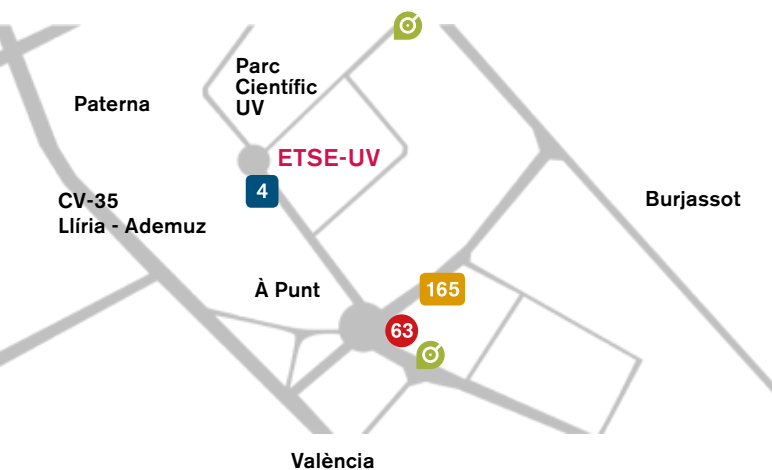 Parc
Científic
UV
Paterna
ETSE-UV
4
CV-35
Llíria - Ademuz
Burjassot
À Punt
165
63
València